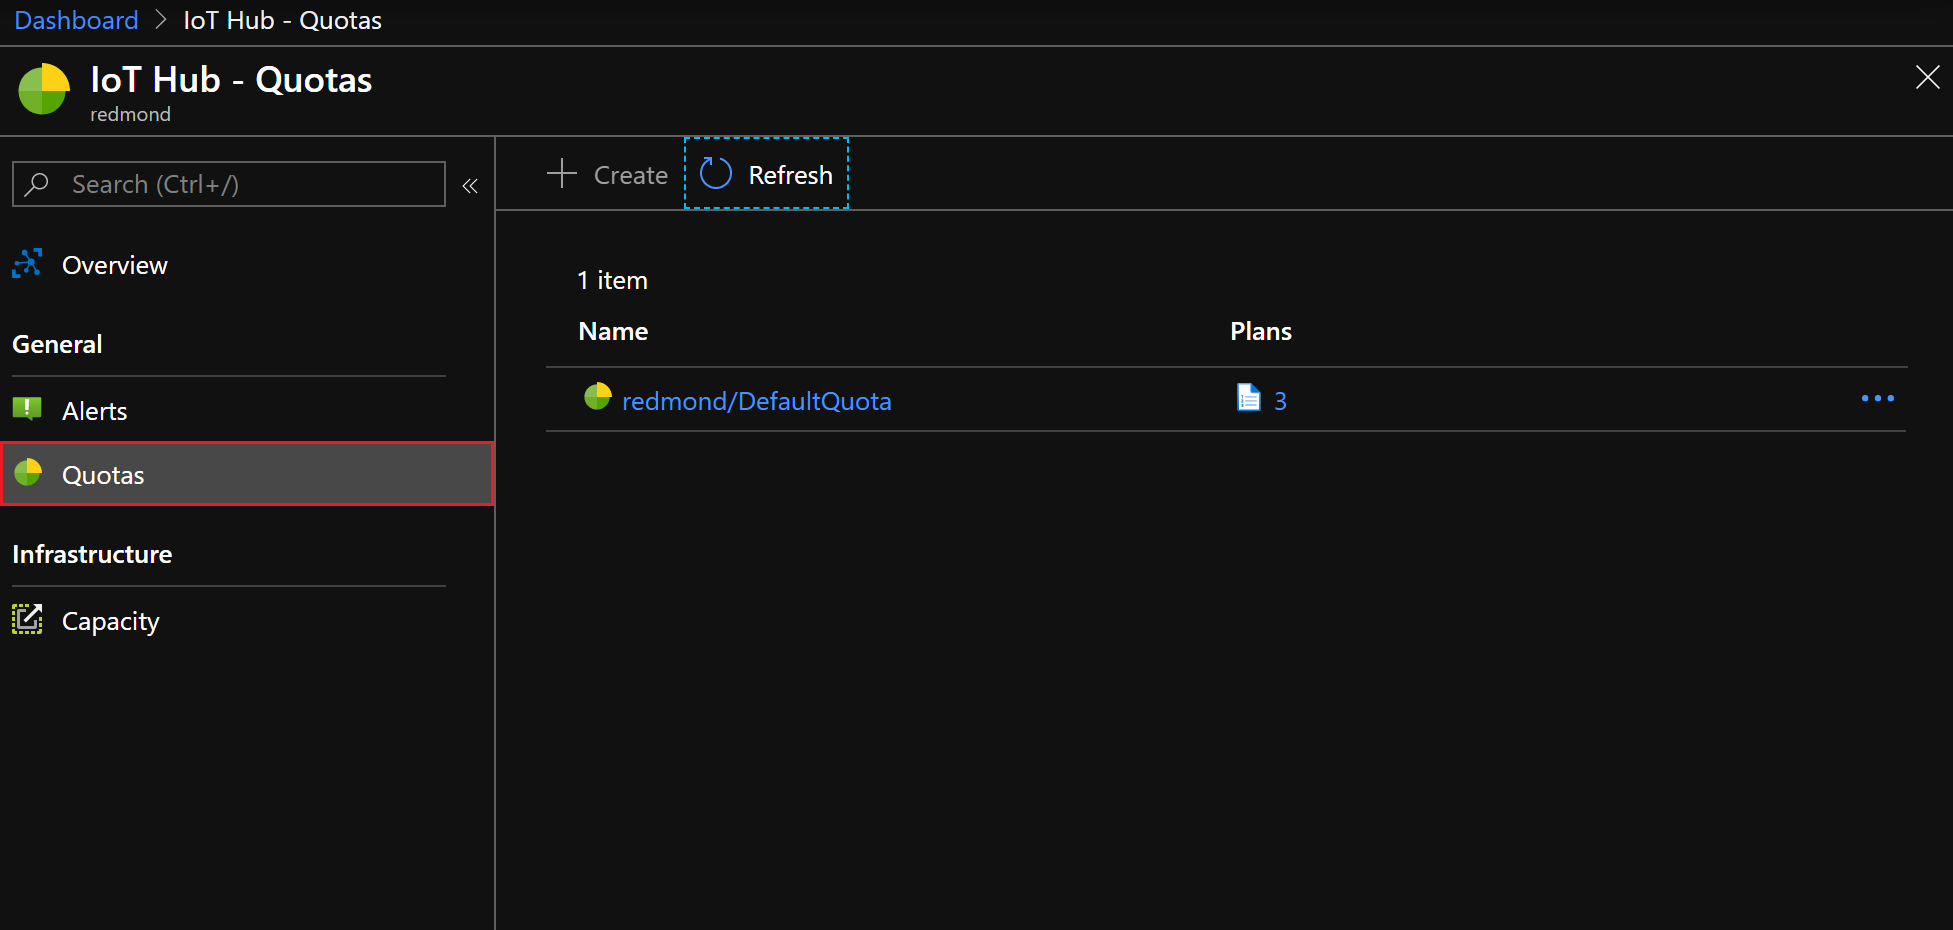 Dashboard > IoT Hub - Quotas
IoT Hub - Quotas
redmond
Search (Ctrl+/)
Overview
General
Alerts
Quotas
Infrastructure
Capacity
Create Refresh
1 item
Name Plans
redmond/DefaultQuota 3